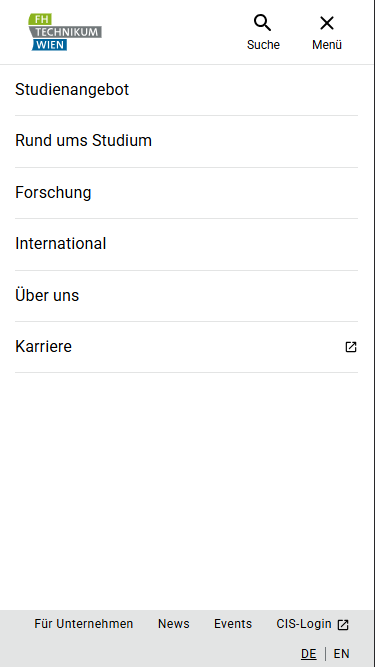 FH
TECHNIKUM
WIEN
Suche
Menü
Studienangebot
Rund ums Studium
Forschung
International
Über uns
Karriere
Für Unternehmen News Events CIS-Login
DE | EN